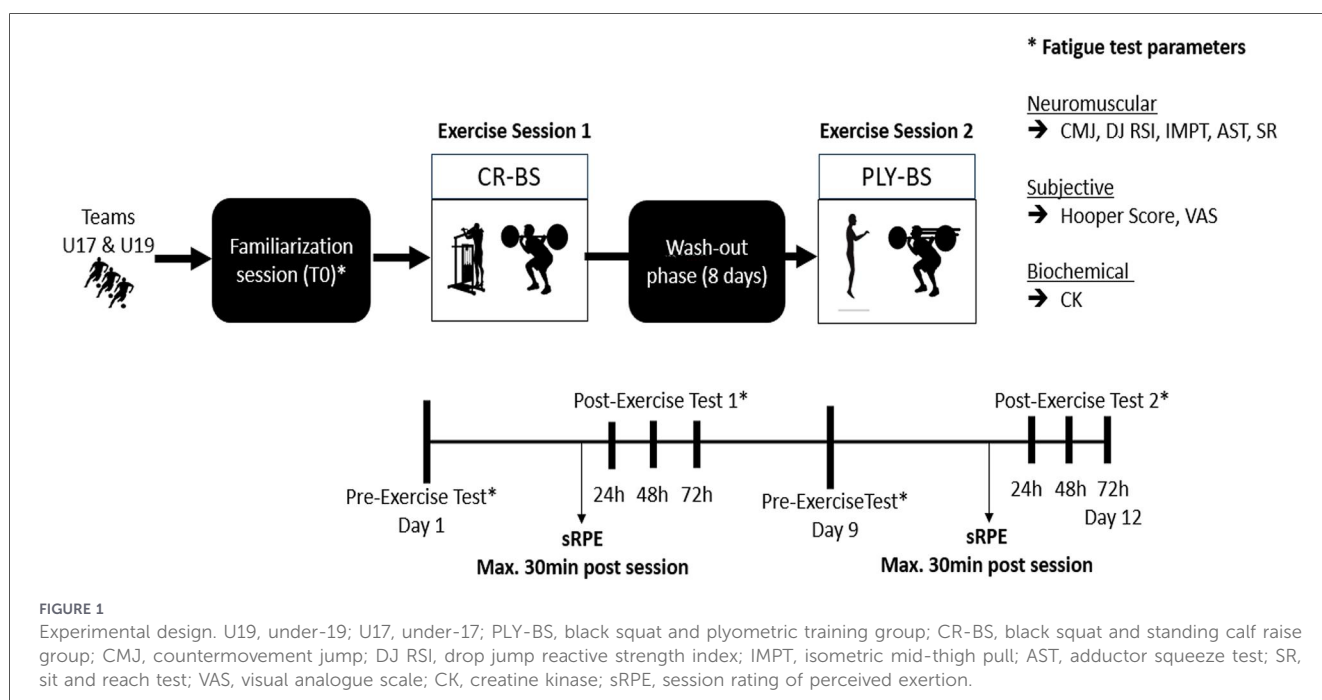 * Fatigue test parameters
Neuromuscular
➔ CMJ, DJ RSI, IMPT, AST, SR
Subjective
➔ Hooper Score, VAS
Biochemical
➔ CK
Exercise Session 1
CR-BS
Exercise Session 2
PLY-BS
Teams
U17 & U19
Familiarization
session (T0)*
Wash-out
phase (8 days)
Post-Exercise Test 1*
Post-Exercise Test 2*
24h 48h 72h
24h 48h 72h
Pre-Exercise Test*
Day 1
Pre-ExerciseTest*
Day 9
Day 12
sRPE
Max. 30min post session
sRPE
Max. 30min post session
FIGURE 1
Experimental design. U19, under-19; U17, under-17; PLY-BS, black squat and plyometric training group; CR-BS, black squat and standing calf raise
group; CMJ, countermovement jump; DJ RSI, drop jump reactive strength index; IMPT, isometric mid-thigh pull; AST, adductor squeeze test; SR,
sit and reach test; VAS, visual analogue scale; CK, creatine kinase; sRPE, session rating of perceived exertion.